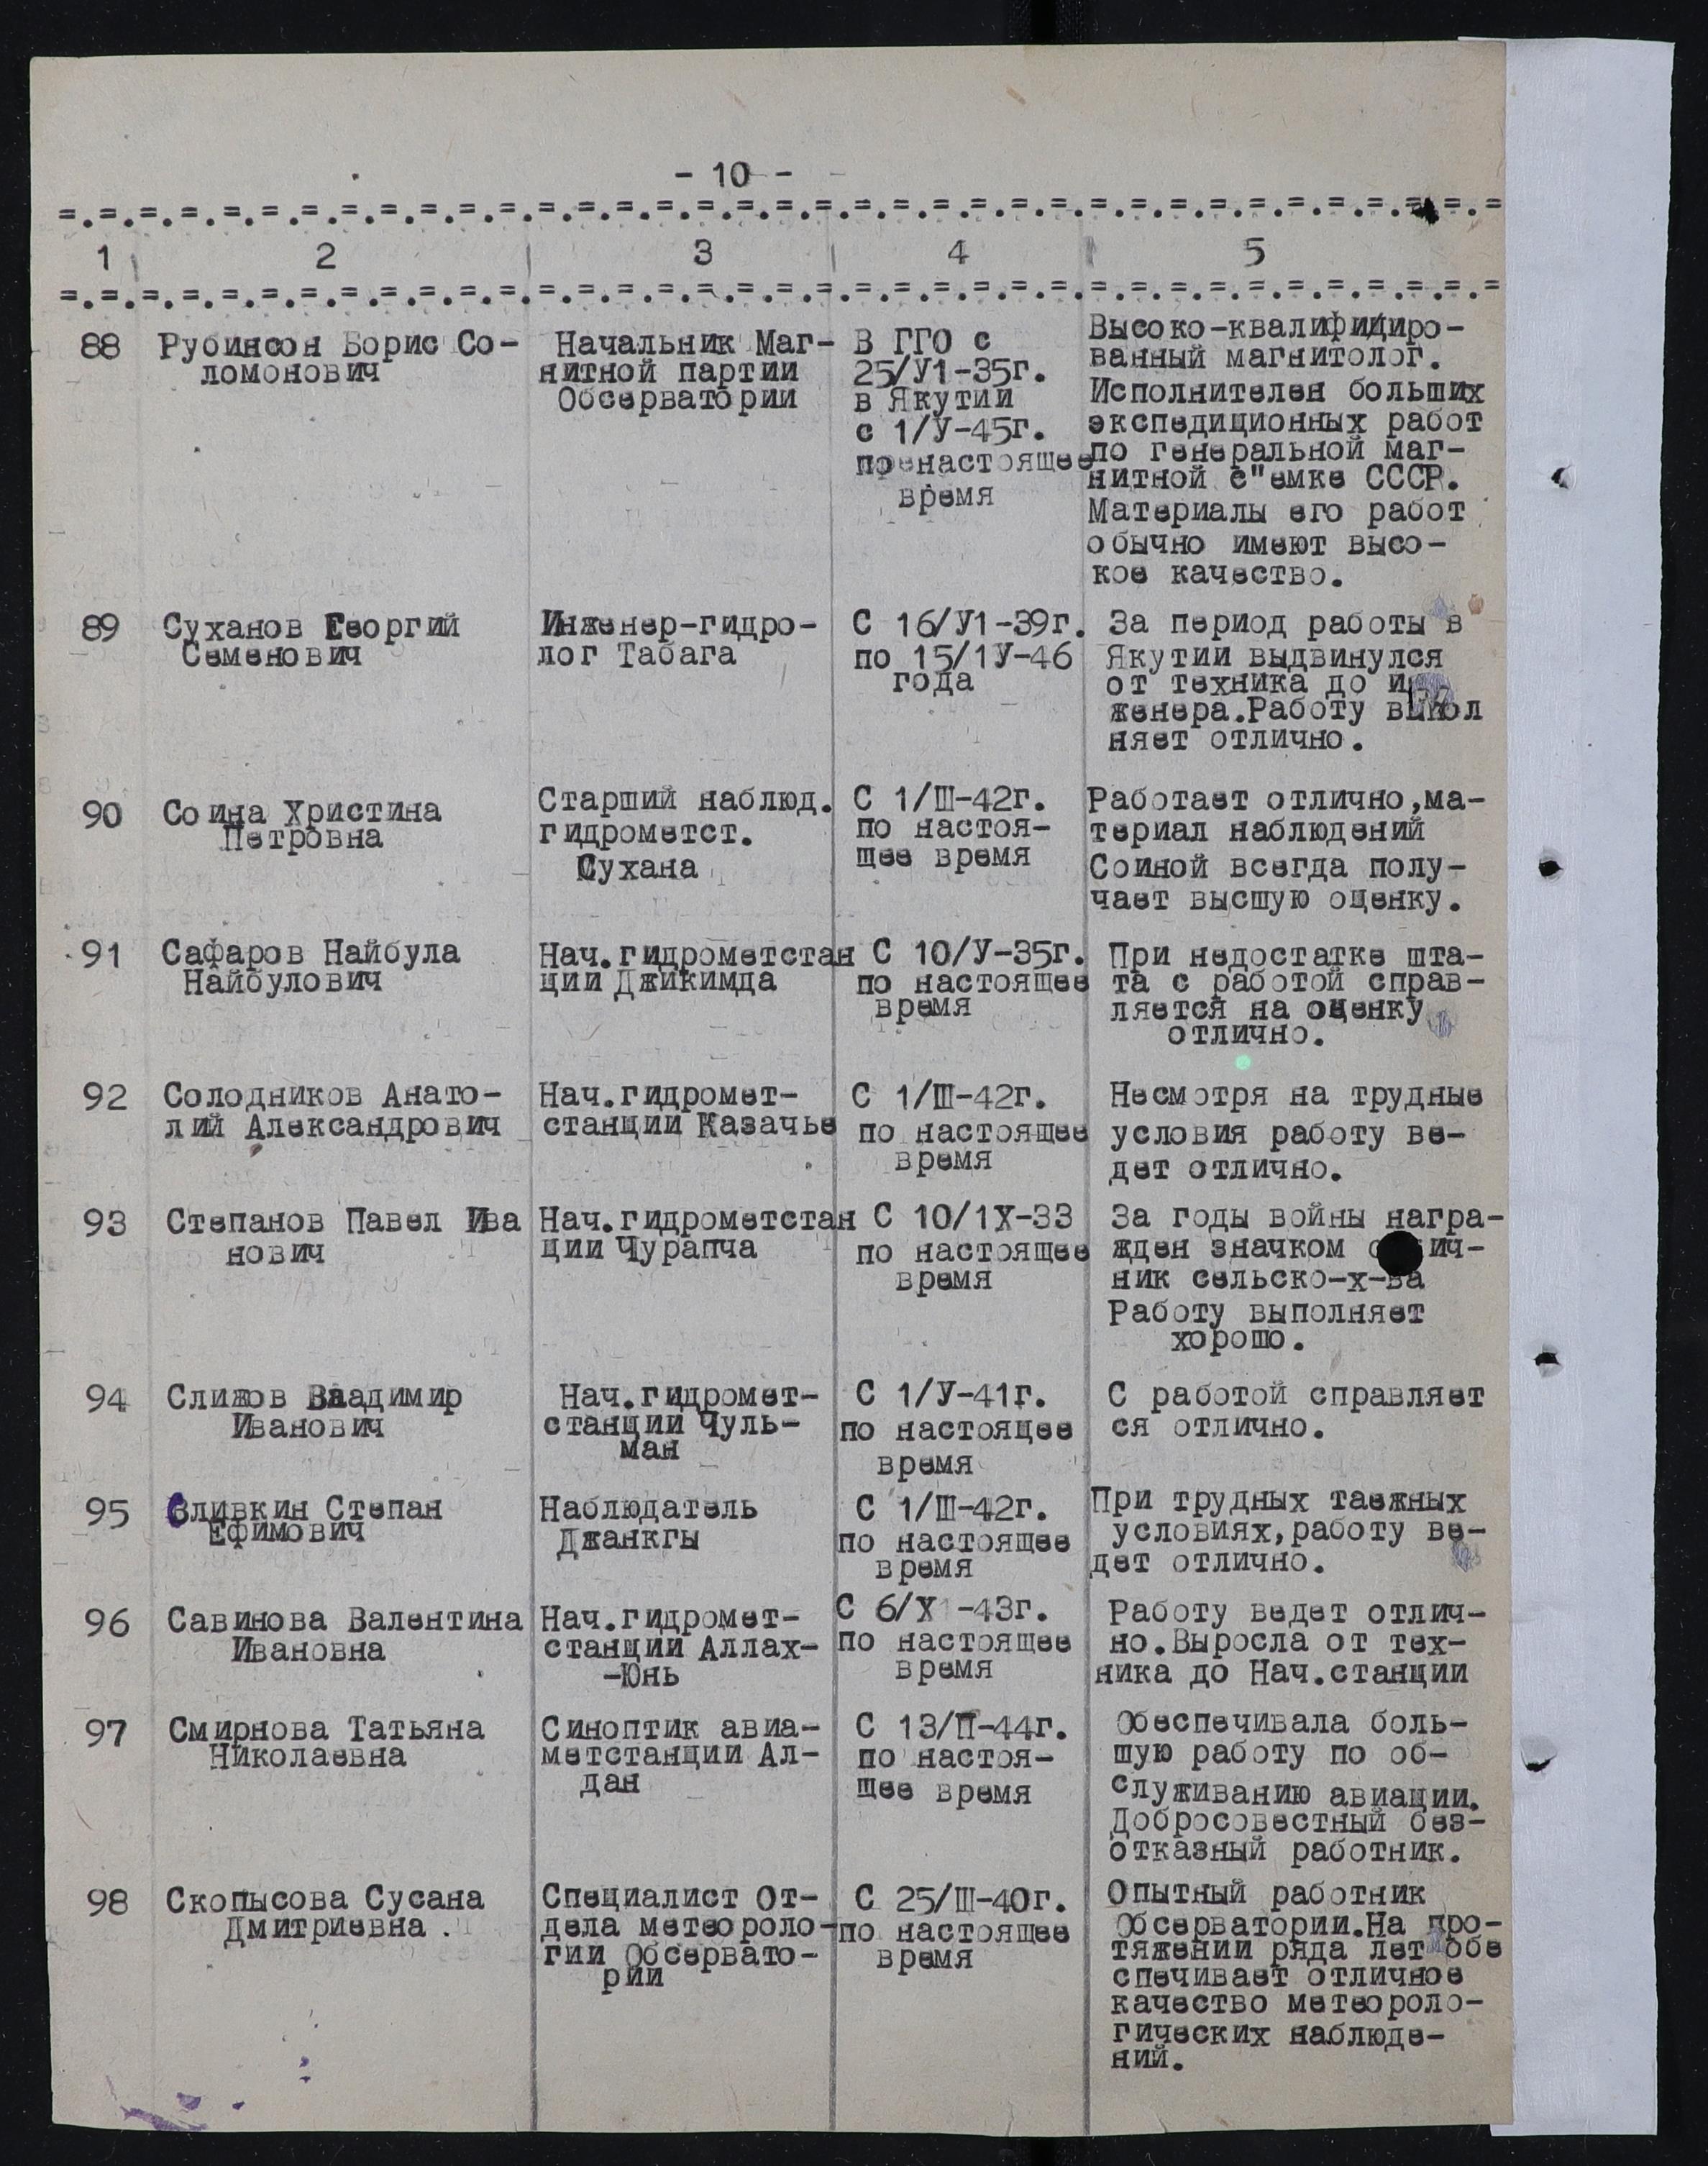 - 10 -
=.=.=.=.=.=.=.=.=.=.=.=.=.=.=.=.=.=.=.=.=.=.=.=.=.=.=.=.=.=.=.=.=.=.=.=.=
1 2 3 4 5
=.=.=.=.=.=.=.=.=.=.=.=.=.=.=.=.=.=.=.=.=.=.=.=.=.=.=.=.=.=.=.=.=.=.=.=.=
88
Рубинсон Борис Со-
ломонович
Начальник Маг-
нитной партии
Обсерватории
В ГГО с
25/У1-35г.
в Якутии
с 1/У-45г.
по настоящее
время
Высоко-квалифициро-
ванный магнитолог.
Исполнителен больших
экспедиционных работ
по генеральной маг-
нитной с"емке СССР.
Материалы его работ
обычно имеют высо-
кое качество.
89
Суханов Георгий
Семенович
Инженер-гидро-
лог Табага
С 16/У1-39г.
по 15/1У-46
года
За период работы в
Якутии выдвинулся
от техника до ин-
женера.Работу выпол
няет отлично.
90
Соина Христина
Петровна
Старший наблюд.
гидрометст.
Сухана
С 1/Ш-42г.
по настоя-
щее время
Работает отлично,ма-
териал наблюдений
Соиной всегда полу-
чает высшую оценку.
91
Сафаров Найбула
Найбулович
Нач.гидрометстан
ции Джикимда
С 10/У-35г.
по настоящее
время
При недостатке шта-
та с работой справ-
ляется на оценку
отлично.
92
Солодников Анато-
лий Александрович
Нач.гидромет-
станции Казачье
С 1/Ш-42г.
по настоящее
время
Несмотря на трудные
условия работу ве-
дет отлично.
93
Степанов Павел Ива
нович
Нач.гидрометстан
ции Чурапча
С 10/1Х-33
по настоящее
время
За годы войны награ-
жден значком
ник сельско-х-ва
Работу выполняет
хорошо.
94
Слижов Владимир
Иванович
Нач.гидромет-
станции Чуль-
ман
С 1/У-41г.
по настоящее
время
С работой справляет
ся отлично.
95
Сливкин Степан
Ефимович
Наблюдатель
Джанкгы
С 1/Ш-42г.
по настоящее
время
При трудных таежных
условиях,работу ве-
дет отлично.
96
Савинова Валентина
Ивановна
Нач.гидромет-
станции Аллах-
-Юнь
С 6/Х -43г.
по настоящее
время
Работу ведет отлич-
но.Выросла от тех-
ника до Нач.станции
97
Смирнова Татьяна
Николаевна
Синоптик авиа-
метстанции Ал-
дан
С 13/П-44г.
по настоя-
щее время
Обеспечивала боль-
шую работу по об-
служиванию авиации.
Добросовестный без-
отказный работник.
98
Скопысова Сусана
Дмитриевна.
Специалист От-
дела метеороло-
гии Обсервато-
рии
С 25/Ш-40г.
по настоящее
время
Опытный работник
Обсерватории.На про-
тяжении ряда лет обе
спечивает отличное
качество метеороло-
гических наблюде-
ний.